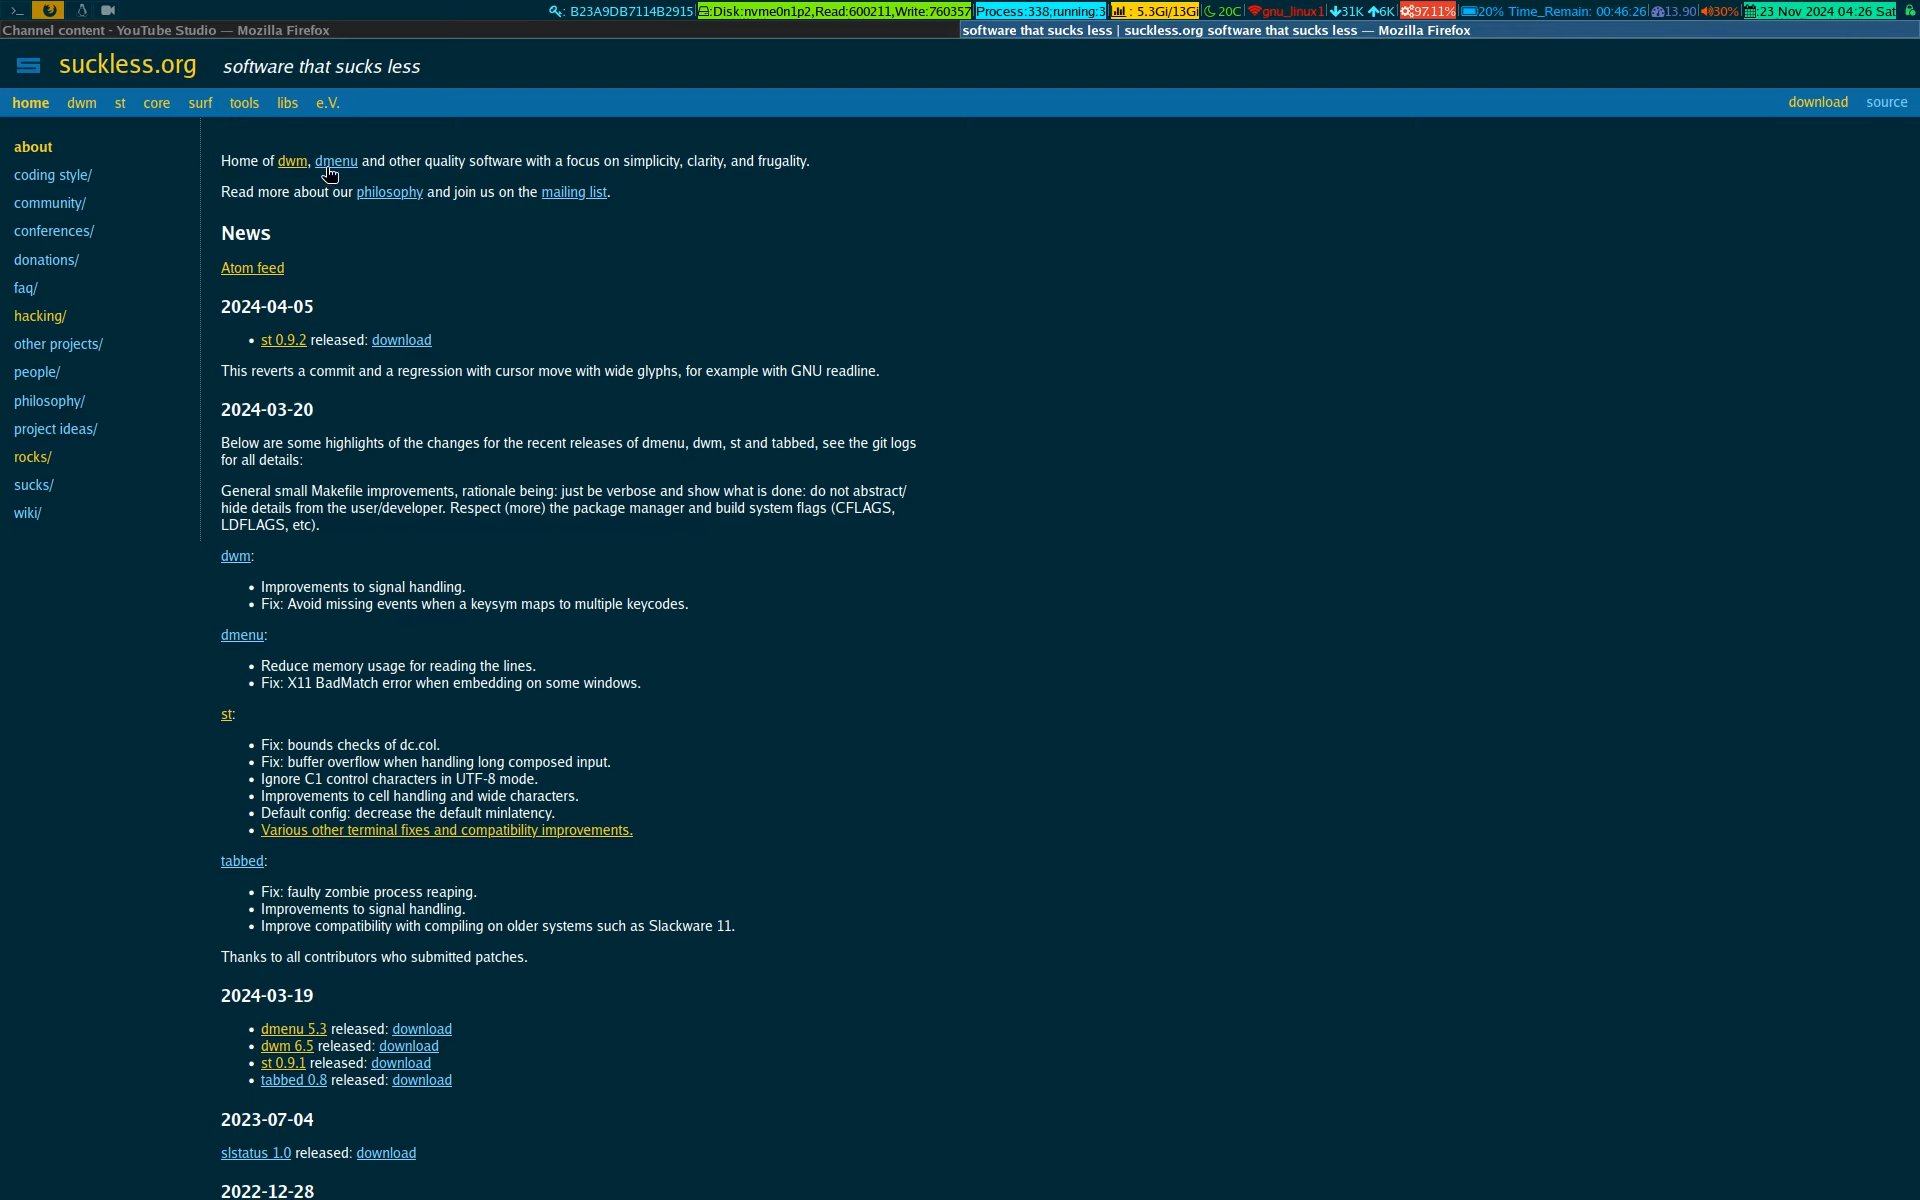 >_ : B23A9DB7114B2915 :Disk:nvme0n1p2,Read:600211,Write:760357 Process:338;running:3 : 5.3Gi/13Gi 20C gnu_linux1 31K 6K 97.11% 20% Time_Remain: 00:46:26 13.90 30% :23 Nov 2024 04:26 Sat
Channel content - YouTube Studio — Mozilla Firefox software that sucks less | suckless.org software that sucks less — Mozilla Firefox
suckless.org software that sucks less
home dwm st core surf tools libs e.V. download source
about
coding style/
community/
conferences/
donations/
faq/
hacking/
other projects/
people/
philosophy/
project ideas/
rocks/
sucks/
wiki/
Home of dwm, dmenu and other quality software with a focus on simplicity, clarity, and frugality.
Read more about our philosophy and join us on the mailing list.
News
Atom feed
2024-04-05
• st 0.9.2 released: download
This reverts a commit and a regression with cursor move with wide glyphs, for example with GNU readline.
2024-03-20
Below are some highlights of the changes for the recent releases of dmenu, dwm, st and tabbed, see the git logs
for all details:
General small Makefile improvements, rationale being: just be verbose and show what is done: do not abstract/
hide details from the user/developer. Respect (more) the package manager and build system flags (CFLAGS,
LDFLAGS, etc).
dwm:
• Improvements to signal handling.
• Fix: Avoid missing events when a keysym maps to multiple keycodes.
dmenu:
• Reduce memory usage for reading the lines.
• Fix: X11 BadMatch error when embedding on some windows.
st:
• Fix: bounds checks of dc.col.
• Fix: buffer overflow when handling long composed input.
• Ignore C1 control characters in UTF-8 mode.
• Improvements to cell handling and wide characters.
• Default config: decrease the default minlatency.
• Various other terminal fixes and compatibility improvements.
tabbed:
• Fix: faulty zombie process reaping.
• Improvements to signal handling.
• Improve compatibility with compiling on older systems such as Slackware 11.
Thanks to all contributors who submitted patches.
2024-03-19
• dmenu 5.3 released: download
• dwm 6.5 released: download
• st 0.9.1 released: download
• tabbed 0.8 released: download
2023-07-04
slstatus 1.0 released: download
2022-12-28